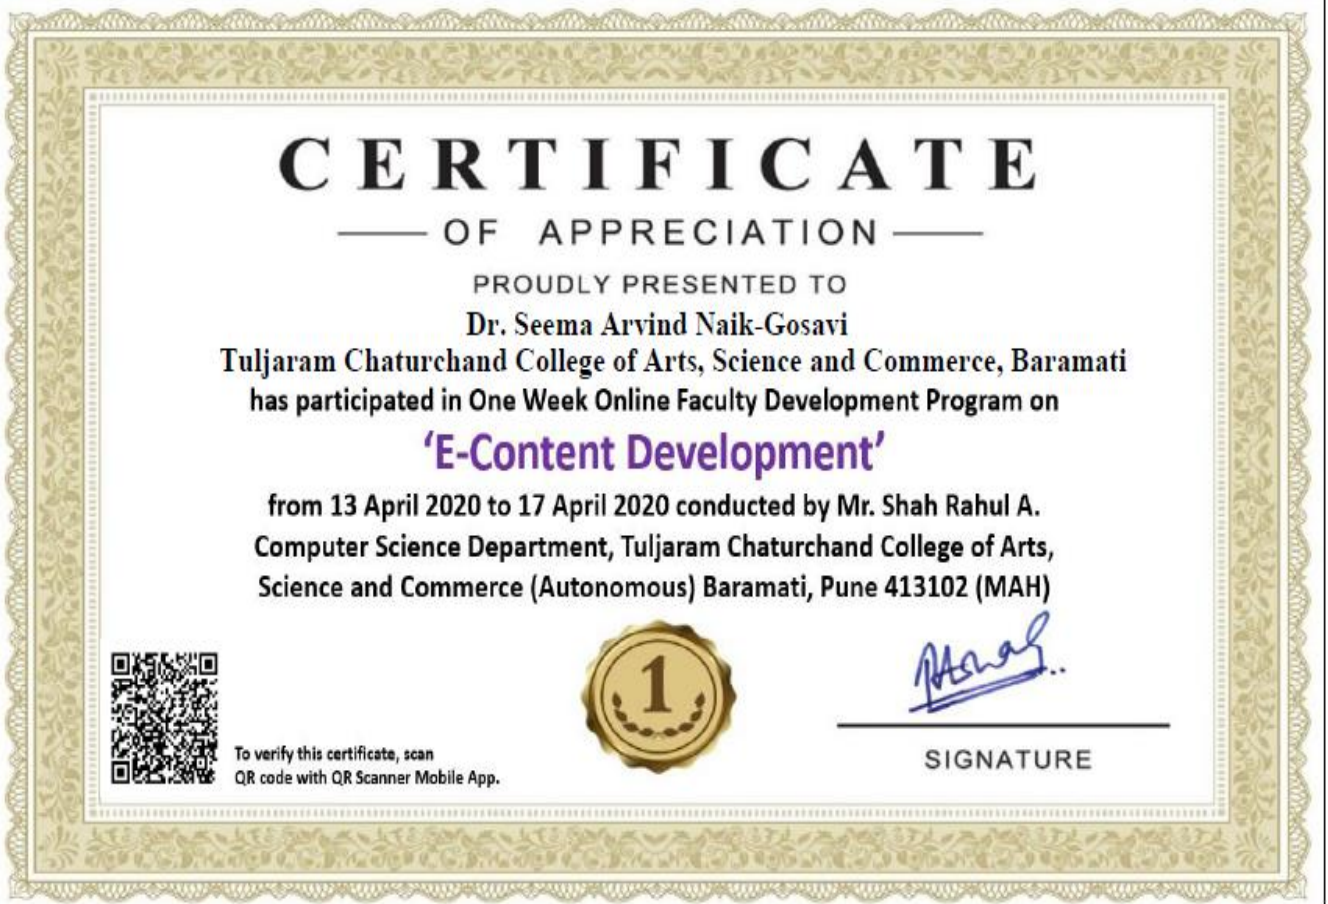 CERTIFICATE
OF APPRECIATION
PROUDLY PRESENTED TO
Dr. Seema Arvind Naik-Gosavi
Tuljaram Chaturchand College of Arts, Science and Commerce, Baramati
has participated in One Week Online Faculty Development Program on
‘E-Content Development’
from 13 April 2020 to 17 April 2020 conducted by Mr. Shah Rahul A.
Computer Science Department, Tuljaram Chaturchand College of Arts,
Science and Commerce (Autonomous) Baramati, Pune 413102 (MAH)
1
To verify this certificate, scan
QR code with QR Scanner Mobile App.
SIGNATURE